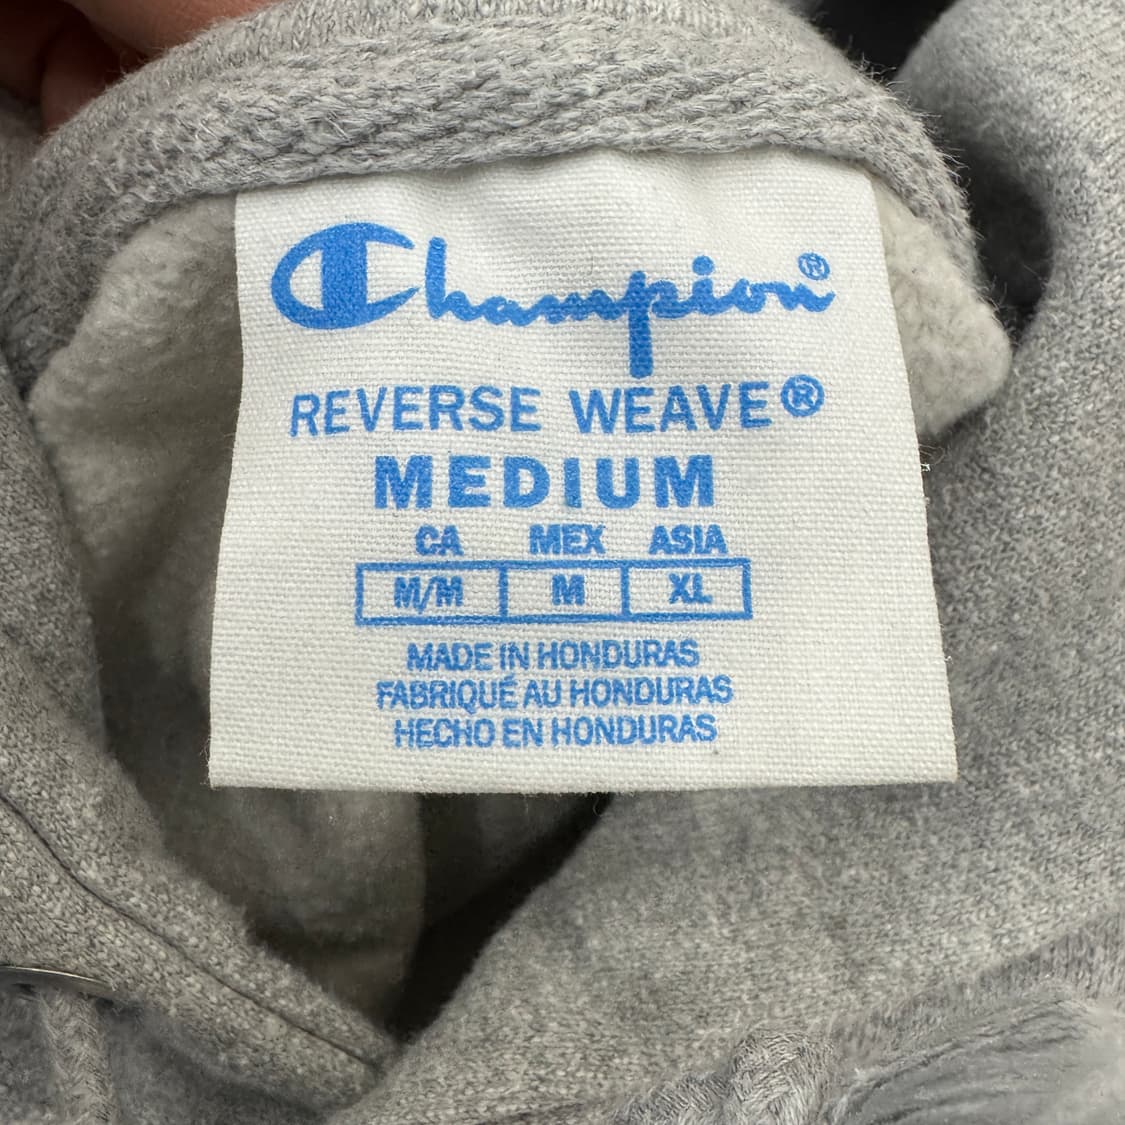 Champion®
REVERSE WEAVE®
MEDIUM
CA MEX ASIA
M/M M XL
MADE IN HONDURAS
FABRIQUÉ AU HONDURAS
HECHO EN HONDURAS